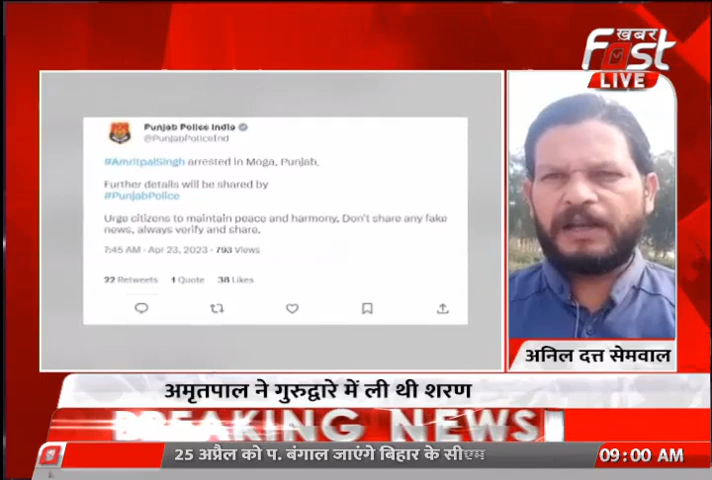 ख़बर
fast
LIVE
Punjab Police India
@PunjabPoliceInd
#AmritpalSingh arrested in Moga, Punjab.
Further details will be shared by
#PunjabPolice
Urge citizens to maintain peace and harmony, Don't share any fake
news, always verify and share.
7:45 AM - Apr 23, 2023 - 793 Views
22 Retweets 1 Quote 38 Likes
अनिल दत्त सेमवाल
अमृतपाल ने गुरुद्वारे में ली थी शरण
BREAKING NEWS
25 अप्रैल को प. बंगाल जाएंगे बिहार के सीएम
09:00 AM